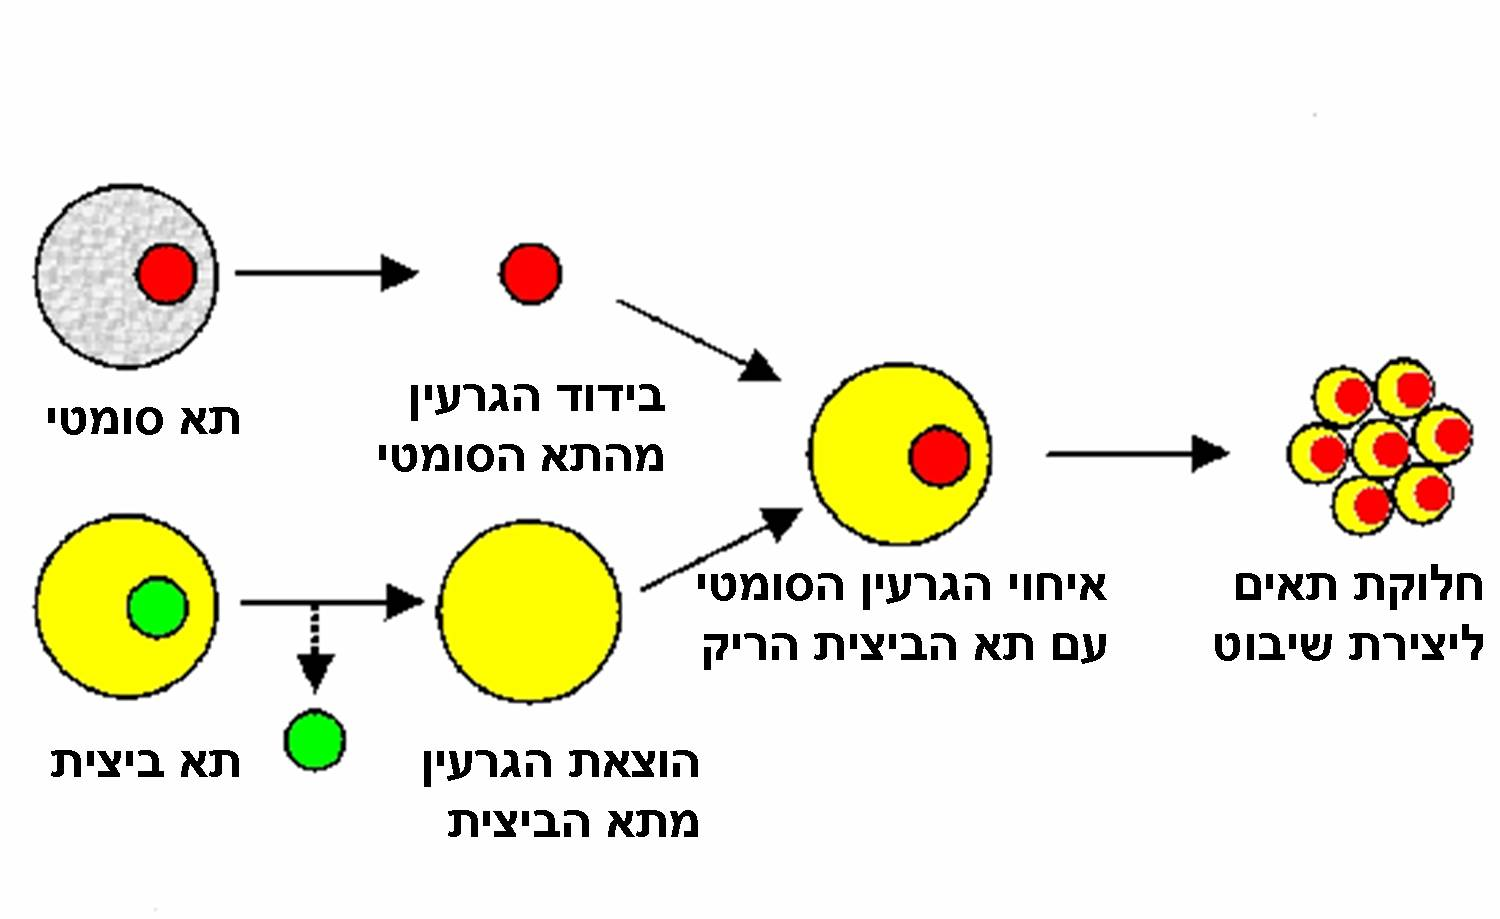 תא סומטי
בידוד הגרעין
מהתא הסומטי
תא ביצית
הוצאת הגרעין
מתא הביצית
איחוי הגרעין הסומטי
עם תא הביצית הריק
חלוקת תאים
ליצירת שיבוט